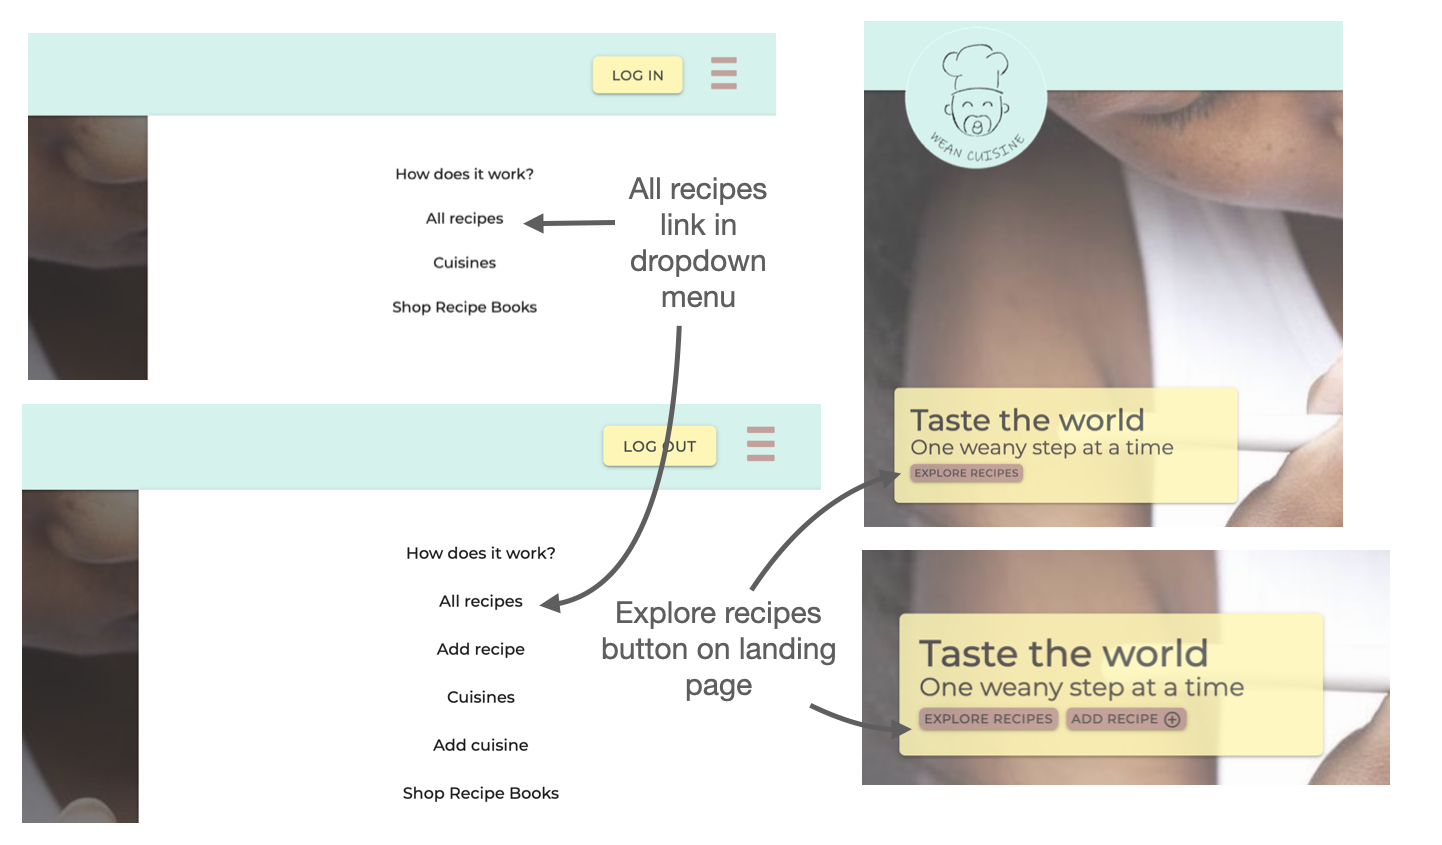 LOG IN
How does it work?
All recipes
Cuisines
Shop Recipe Books
All recipes
link in
dropdown
menu
LOG OUT
How does it work?
All recipes
Add recipe
Cuisines
Add cuisine
Shop Recipe Books
WEAN CUISINE
Taste the world
One weany step at a time
EXPLORE RECIPES
Explore recipes
button on landing
page
Taste the world
One weany step at a time
EXPLORE RECIPES ADD RECIPE